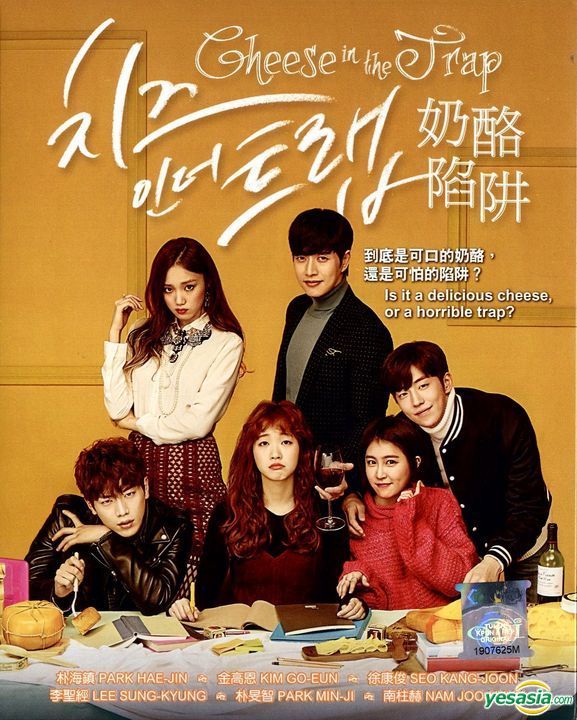 Cheese in the Trap
치즈
인더트랩
奶酪
陷阱
到底是可口的奶酪，
還是可怕的陷阱？
Is it a delicious cheese,
or a horrible trap?
朴海鎮 PARK HAE-JIN 金高恩 KIM GO-EUN 徐康俊 SEO KANG-JOON
李聖經 LEE SUNG-KYUNG 朴旻智 PARK MIN-JI 南柱赫 NAM JOO
ORIGINAL
1907625M
yesasia.com